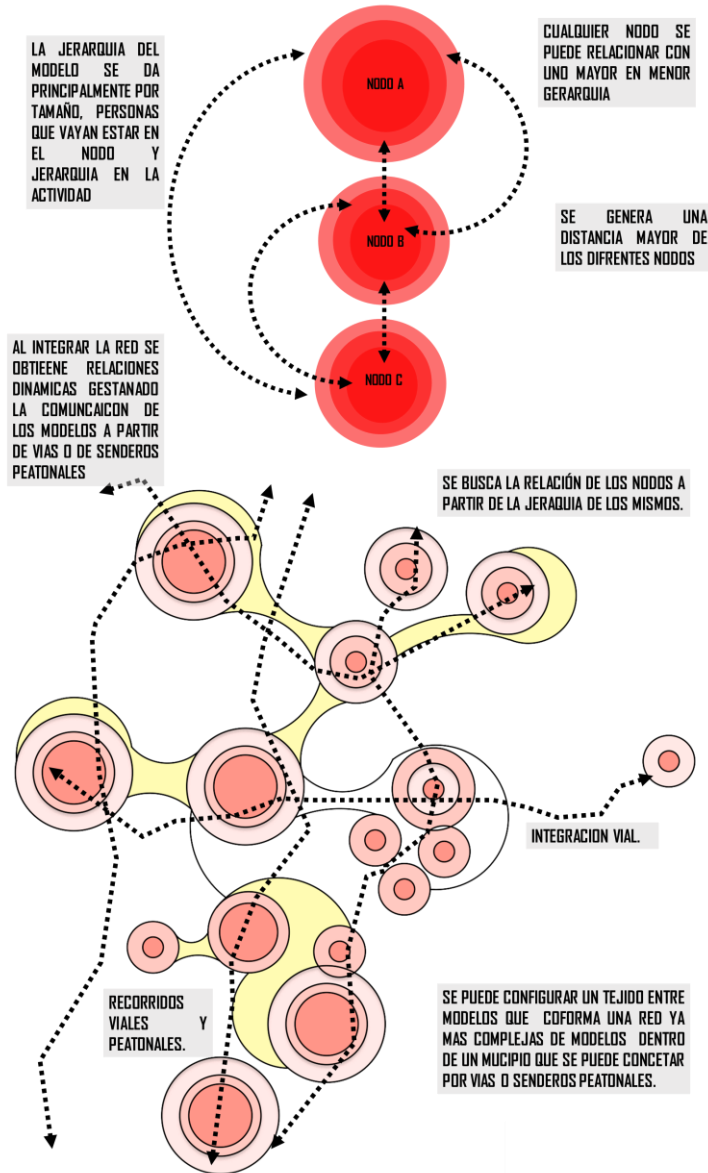 LA JERARQUIA DEL
MODELO SE DA
PRINCIPALMENTE POR
TAMAÑO, PERSONAS
QUE VAYAN ESTAR EN
EL NODO Y
JERARQUIA EN LA
ACTIVIDAD
NODO A
CUALQUIER NODO SE
PUEDE RELACIONAR CON
UNO MAYOR EN MENOR
GERARQUIA
NODO B
SE GENERA UNA
DISTANCIA MAYOR DE
LOS DIFRENTES NODOS
NODO C
AL INTEGRAR LA RED SE
OBTIEENE RELACIONES
DINAMICAS GESTANADO
LA COMUNCAICON DE
LOS MODELOS A PARTIR
DE VIAS O DE SENDEROS
PEATONALES
SE BUSCA LA RELACIÓN DE LOS NODOS A
PARTIR DE LA JERAQUIA DE LOS MISMOS.
INTEGRACION VIAL.
RECORRIDOS
VIALES Y
PEATONALES.
SE PUEDE CONFIGURAR UN TEJIDO ENTRE
MODELOS QUE COFORMA UNA RED YA
MAS COMPLEJAS DE MODELOS DENTRO
DE UN MUCIPIO QUE SE PUEDE CONCETAR
POR VIAS O SENDEROS PEATONALES.